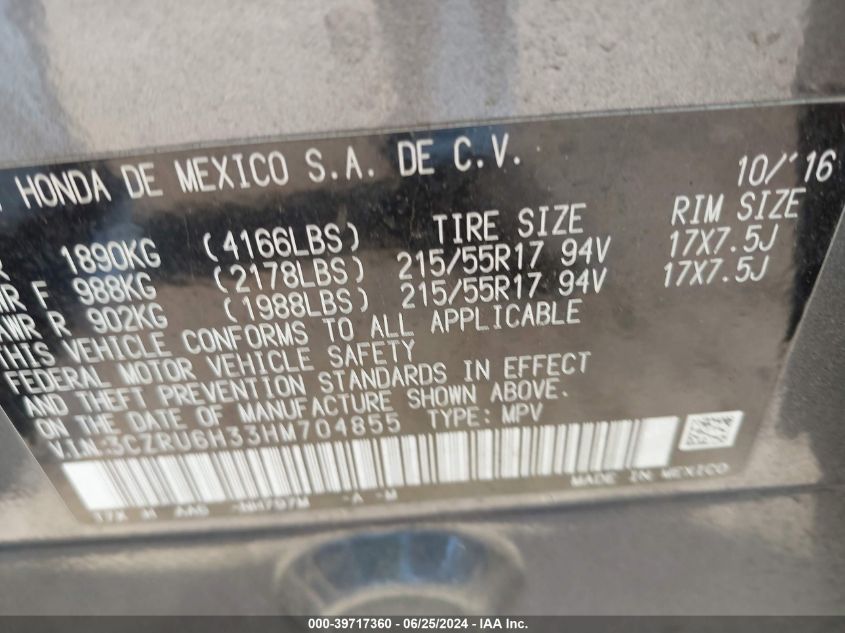 HONDA DE MEXICO S.A. DE C.V. 10/'16
1890KG (4166LBS) TIRE SIZE RIM SIZE
WR F 988KG (2178LBS) 215/55R17 94V 17X7.5J
WR R 902KG (1988LBS) 215/55R17 94V 17X7.5J
THIS VEHICLE CONFORMS TO ALL APPLICABLE
FEDERAL MOTOR VEHICLE SAFETY
AND THEFT PREVENTION STANDARDS IN EFFECT
ON THE DATE OF MANUFACTURE SHOWN ABOVE.
V.I.N.3CZRU6H33HM704855 TYPE: MPV
MADE IN MEXICO
-NH797M -A -M
000-39717360 - 06/25/2024 - IAA Inc.